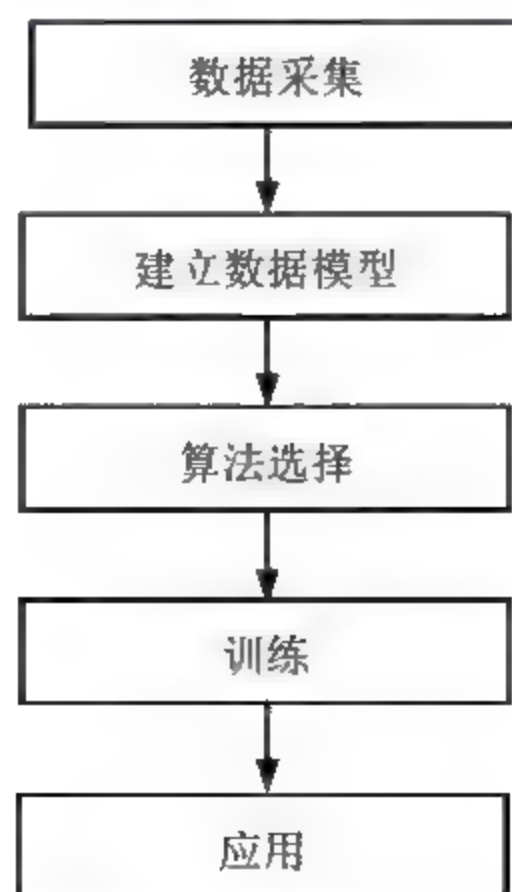 数据采集
建立数据模型
算法选择
训练
应用